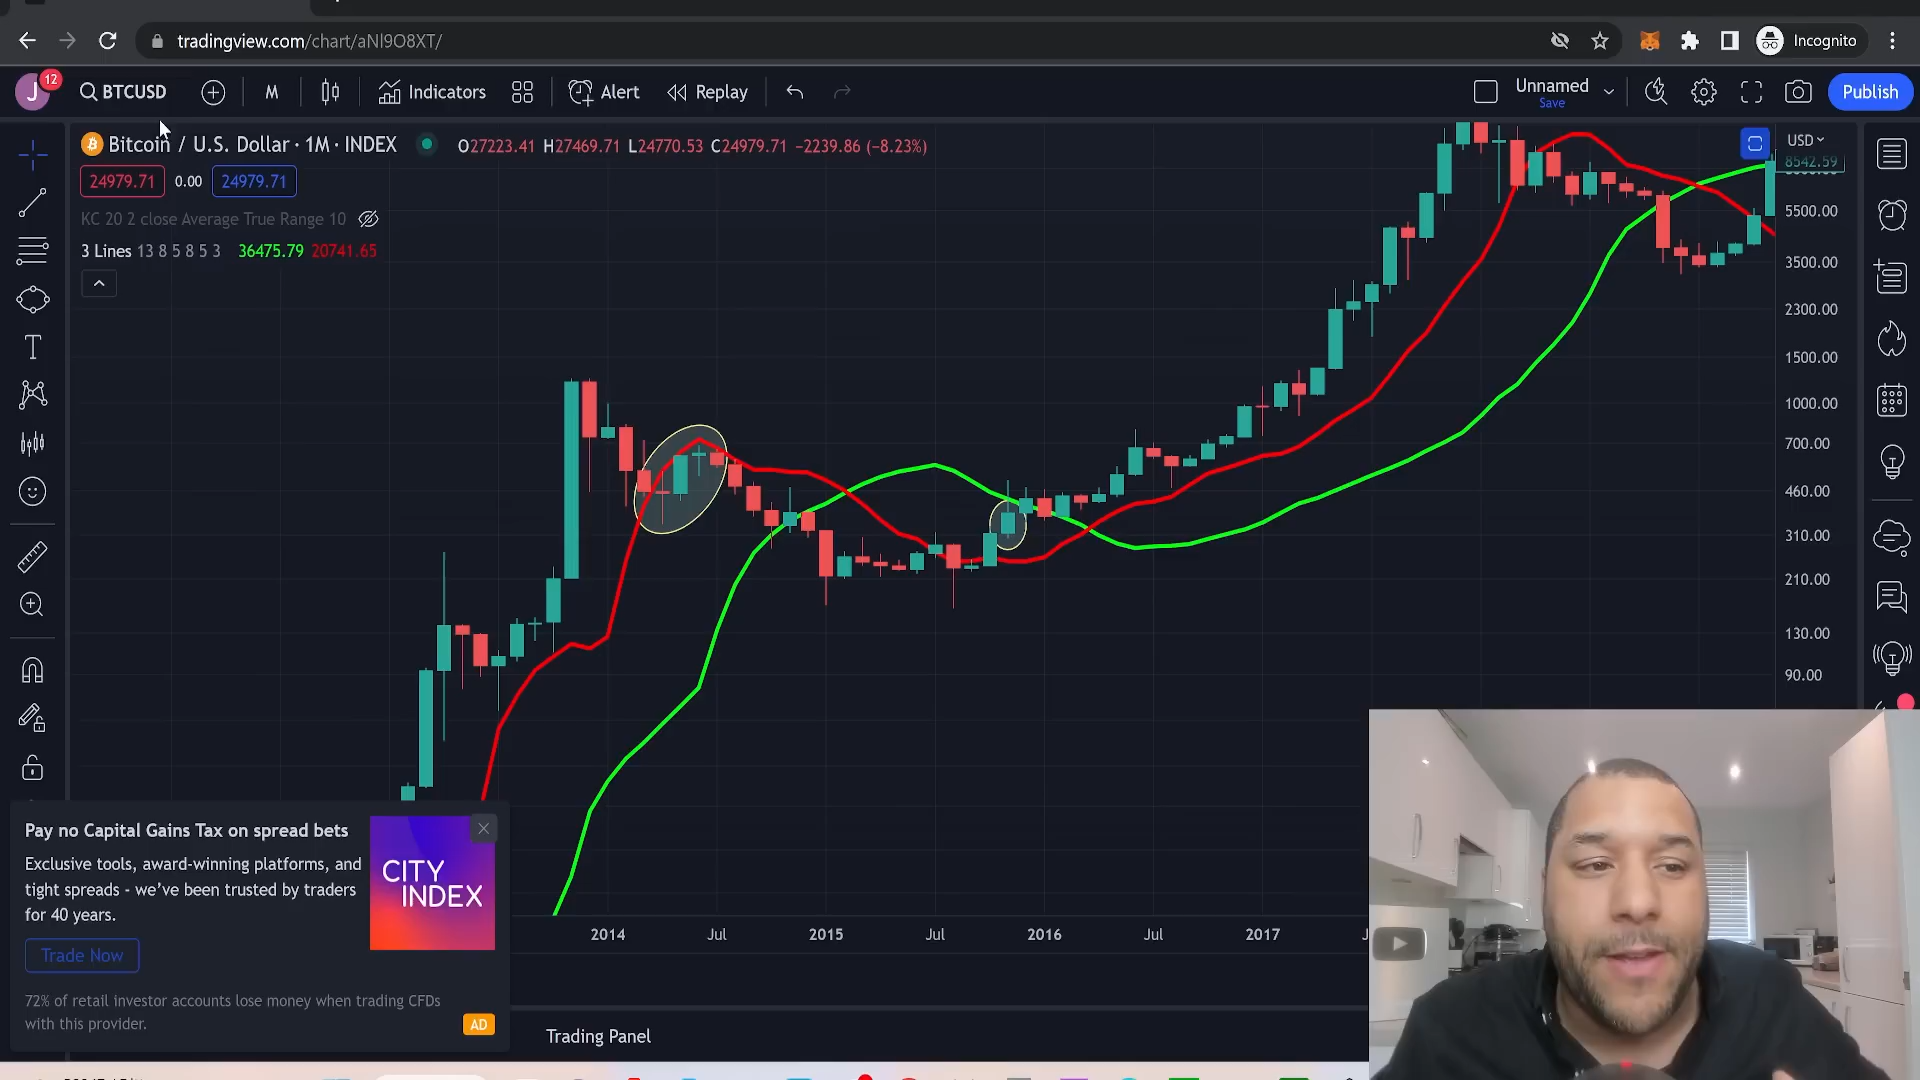 tradingview.com/chart/aNI9O8XT/
Incognito
J
12
BTCUSD
M
Indicators
Alert
Replay
Unnamed
Save
Publish
Bitcoin / U.S. Dollar · 1M · INDEX
O27223.41 H27469.71 L24770.53 C24979.71 −2239.86 (−8.23%)
USD
8542.59
24979.71
0.00
24979.71
KC 20 2 close Average True Range 10
3 Lines 13 8 5 8 5 3 36475.79 20741.65
5500.00
3500.00
2300.00
1500.00
1000.00
700.00
460.00
310.00
210.00
130.00
90.00
Pay no Capital Gains Tax on spread bets
Exclusive tools, award-winning platforms, and
tight spreads - we've been trusted by traders
for 40 years.
CITY
INDEX
Trade Now
72% of retail investor accounts lose money when trading CFDs
with this provider.
AD
2014
Jul
2015
Jul
2016
Jul
2017
Trading Panel